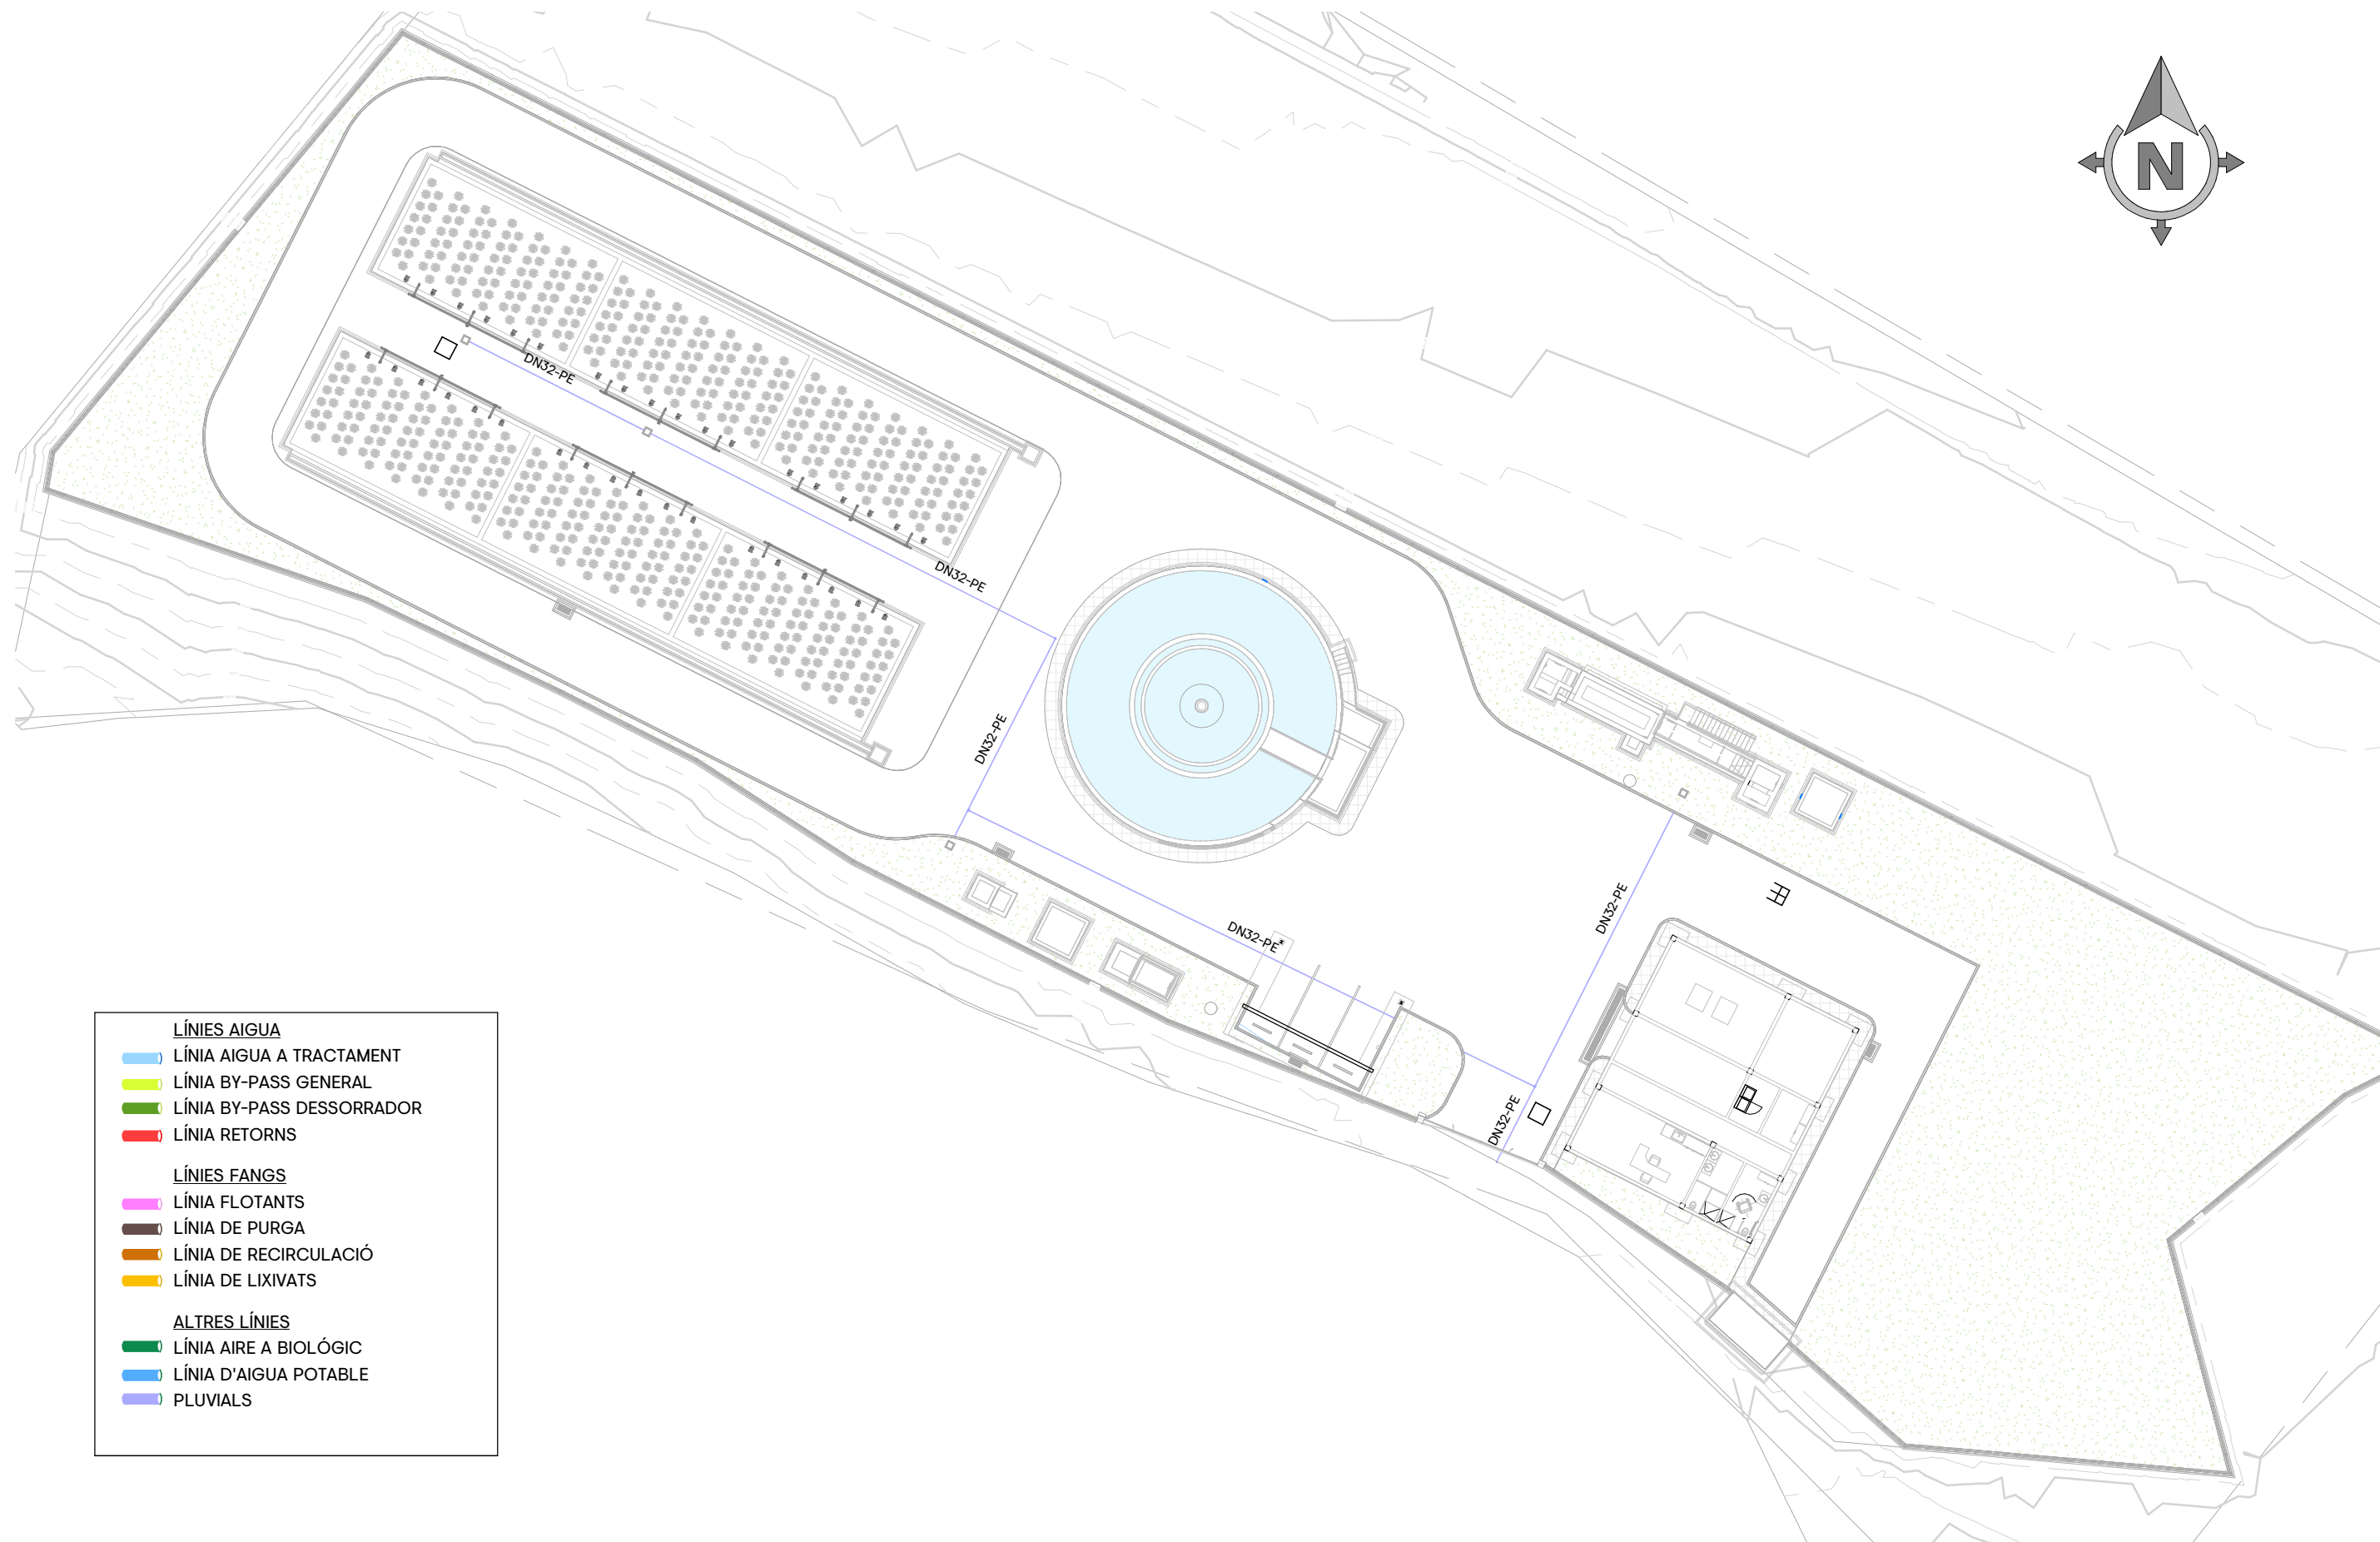 N
DN32-PE
DN32-PE
DN32-PE
DN32-PE
DN32-PE
DN32-PE
LÍNIES AIGUA
LÍNIA AIGUA A TRACTAMENT
LÍNIA BY-PASS GENERAL
LÍNIA BY-PASS DESSORRADOR
LÍNIA RETORNS
LÍNIES FANGS
LÍNIA FLOTANTS
LÍNIA DE PURGA
LÍNIA DE RECIRCULACIÓ
LÍNIA DE LIXIVATS
ALTRES LÍNIES
LÍNIA AIRE A BIOLÓGIC
LÍNIA D'AIGUA POTABLE
PLUVIALS